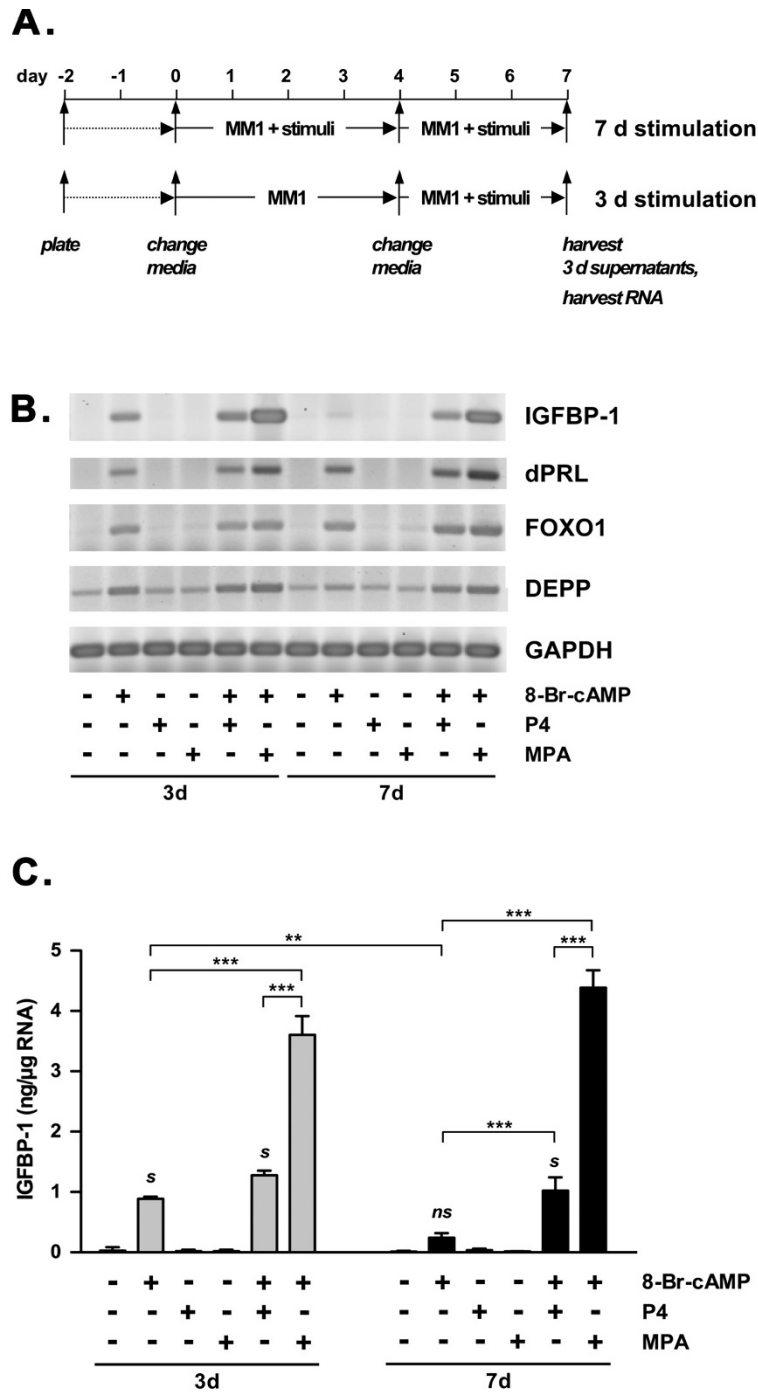 A.
day -2 -1 0 1 2 3 4 5 6 7
MM1 + stimuli MM1 + stimuli 7 d stimulation
MM1 MM1 + stimuli 3 d stimulation
plate change change harvest
media media 3 d supernatants,
harvest RNA
B.
IGFBP-1
dPRL
FOXO1
DEPP
GAPDH
- + - - + + - + - - + + 8-Br-cAMP
- - + - + - - - + - + - P4
- - - + - + - - - + - + MPA
3d 7d
C.
***
** ***
***
***
5
4
3
2
***
s s
1
ns
0
IGFBP-1 (ng/µg RNA)
- + - - + + - + - - + + 8-Br-cAMP
- - + - + - - - + - + - P4
- - - + - + - - - + - + MPA
3d 7d